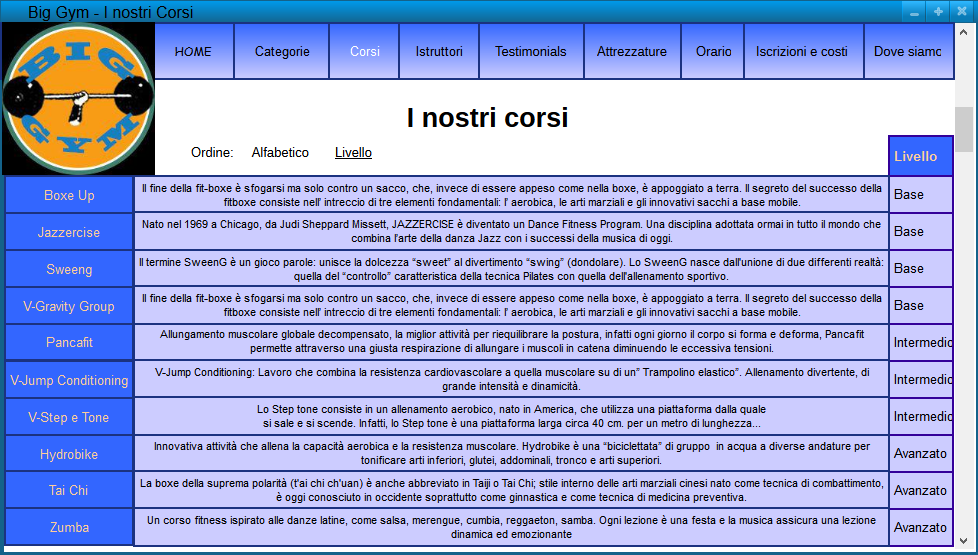 Big Gym - I nostri Corsi
BIG
GYM
HOME
Categorie
Corsi
Istruttori
Testimonials
Attrezzature
Orario
Iscrizioni e costi
Dove siamo
I nostri corsi
Ordine: Alfabetico Livello
Livello
Boxe Up
Il fine della fit-boxe è sfogarsi ma solo contro un sacco, che, invece di essere appeso come nella boxe, è appoggiato a terra. Il segreto del successo della
fitboxe consiste nell' intreccio di tre elementi fondamentali: l' aerobica, le arti marziali e gli innovativi sacchi a base mobile.
Base
Jazzercise
Nato nel 1969 a Chicago, da Judi Sheppard Missett, JAZZERCISE è diventato un Dance Fitness Program. Una disciplina adottata ormai in tutto il mondo che
combina l'arte della danza Jazz con i successi della musica di oggi.
Base
Sweeng
Il termine SweenG è un gioco parole: unisce la dolcezza “sweet” al divertimento “swing” (dondolare). Lo SweenG nasce dall'unione di due differenti realtà:
quella del “controllo” caratteristica della tecnica Pilates con quella dell'allenamento sportivo.
Base
V-Gravity Group
Il fine della fit-boxe è sfogarsi ma solo contro un sacco, che, invece di essere appeso come nella boxe, è appoggiato a terra. Il segreto del successo della
fitboxe consiste nell' intreccio di tre elementi fondamentali: l' aerobica, le arti marziali e gli innovativi sacchi a base mobile.
Base
Pancafit
Allungamento muscolare globale decompensato, la miglior attività per riequilibrare la postura, infatti ogni giorno il corpo si forma e deforma, Pancafit
permette attraverso una giusta respirazione di allungare i muscoli in catena diminuendo le eccessiva tensioni.
Intermedio
V-Jump Conditioning
V-Jump Conditioning: Lavoro che combina la resistenza cardiovascolare a quella muscolare su di un” Trampolino elastico”. Allenamento divertente, di
grande intensità e dinamicità.
Intermedio
V-Step e Tone
Lo Step tone consiste in un allenamento aerobico, nato in America, che utilizza una piattaforma dalla quale
si sale e si scende. Infatti, lo Step tone è una piattaforma larga circa 40 cm. per un metro di lunghezza...
Intermedio
Hydrobike
Innovativa attività che allena la capacità aerobica e la resistenza muscolare. Hydrobike è una “biciclettata” di gruppo in acqua a diverse andature per
tonificare arti inferiori, glutei, addominali, tronco e arti superiori.
Avanzato
Tai Chi
La boxe della suprema polarità (t'ai chi ch'uan) è anche abbreviato in Taiji o Tai Chi; stile interno delle arti marziali cinesi nato come tecnica di combattimento,
è oggi conosciuto in occidente soprattutto come ginnastica e come tecnica di medicina preventiva.
Avanzato
Zumba
Un corso fitness ispirato alle danze latine, come salsa, merengue, cumbia, reggaeton, samba. Ogni lezione è una festa e la musica assicura una lezione
dinamica ed emozionante
Avanzato